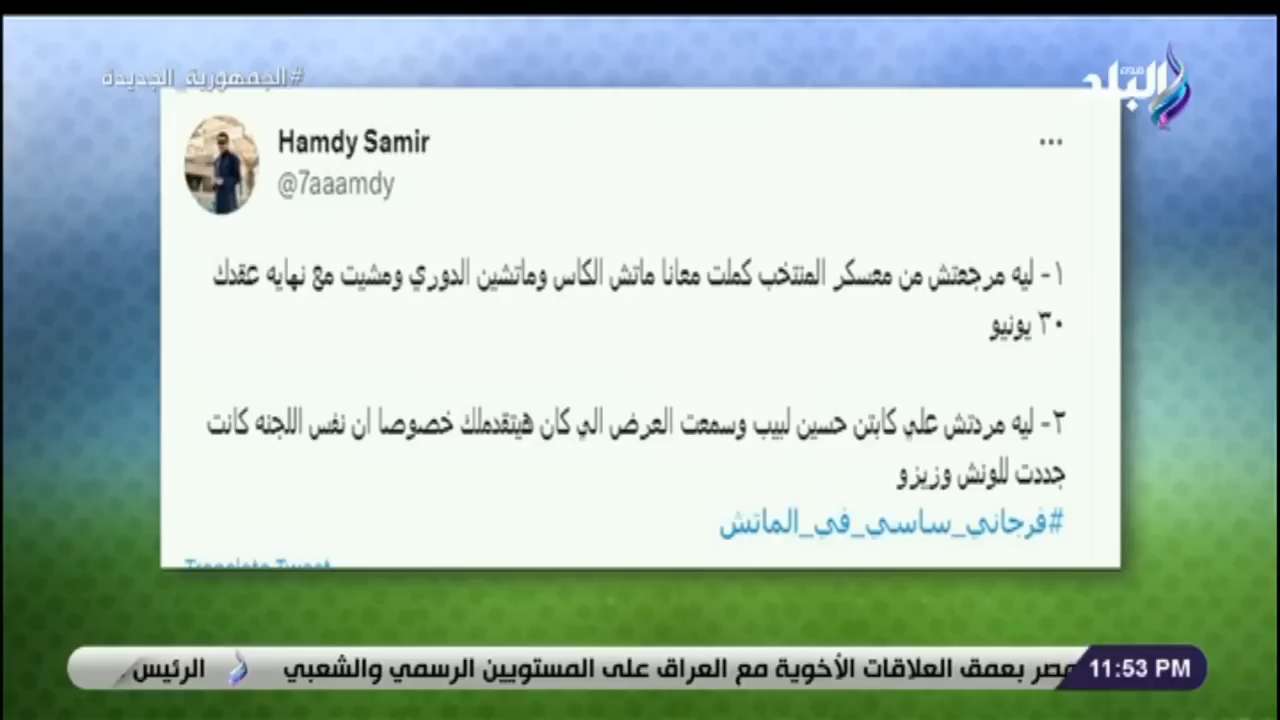 #الجمهورية_الجديدة
صدى البلد
Hamdy Samir
@7aaamdy
١- ليه مرجعتش من معسكر المنتخب كملت معانا ماتش الكاس وماتشين الدوري ومشيت مع نهايه عقدك
٣٠ يونيو
٢- ليه مردتش علي كابتن حسين لبيب وسمعت العرض الي كان هيتقدملك خصوصا ان نفس اللجنه كانت
جددت للونش وزيزو
#فرجاني_ساسي_في_الماتش
Translate Tweet
11:53 PM
مصر بعمق العلاقات الأخوية مع العراق على المستويين الرسمي والشعبي
الرئيس